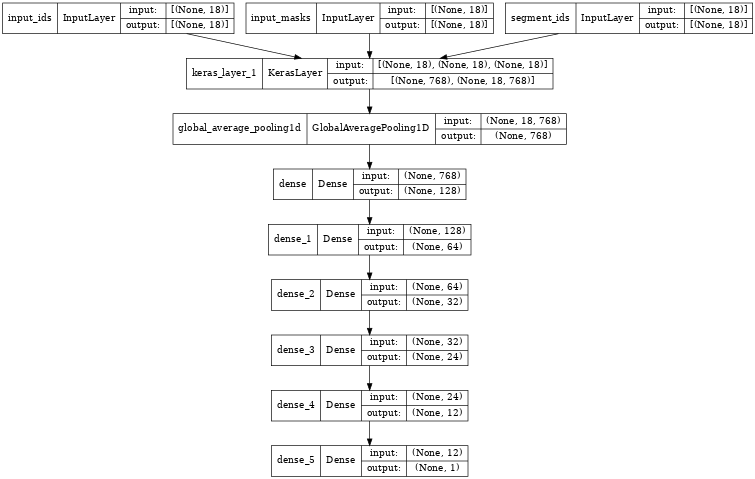 input_ids InputLayer input: [(None, 18)] output: [(None, 18)]
input_masks InputLayer input: [(None, 18)] output: [(None, 18)]
segment_ids InputLayer input: [(None, 18)] output: [(None, 18)]
keras_layer_1 KerasLayer input: [(None, 18), (None, 18), (None, 18)] output: [(None, 768), (None, 18, 768)]
global_average_pooling1d GlobalAveragePooling1D input: (None, 18, 768) output: (None, 768)
dense Dense input: (None, 768) output: (None, 128)
dense_1 Dense input: (None, 128) output: (None, 64)
dense_2 Dense input: (None, 64) output: (None, 32)
dense_3 Dense input: (None, 32) output: (None, 24)
dense_4 Dense input: (None, 24) output: (None, 12)
dense_5 Dense input: (None, 12) output: (None, 1)